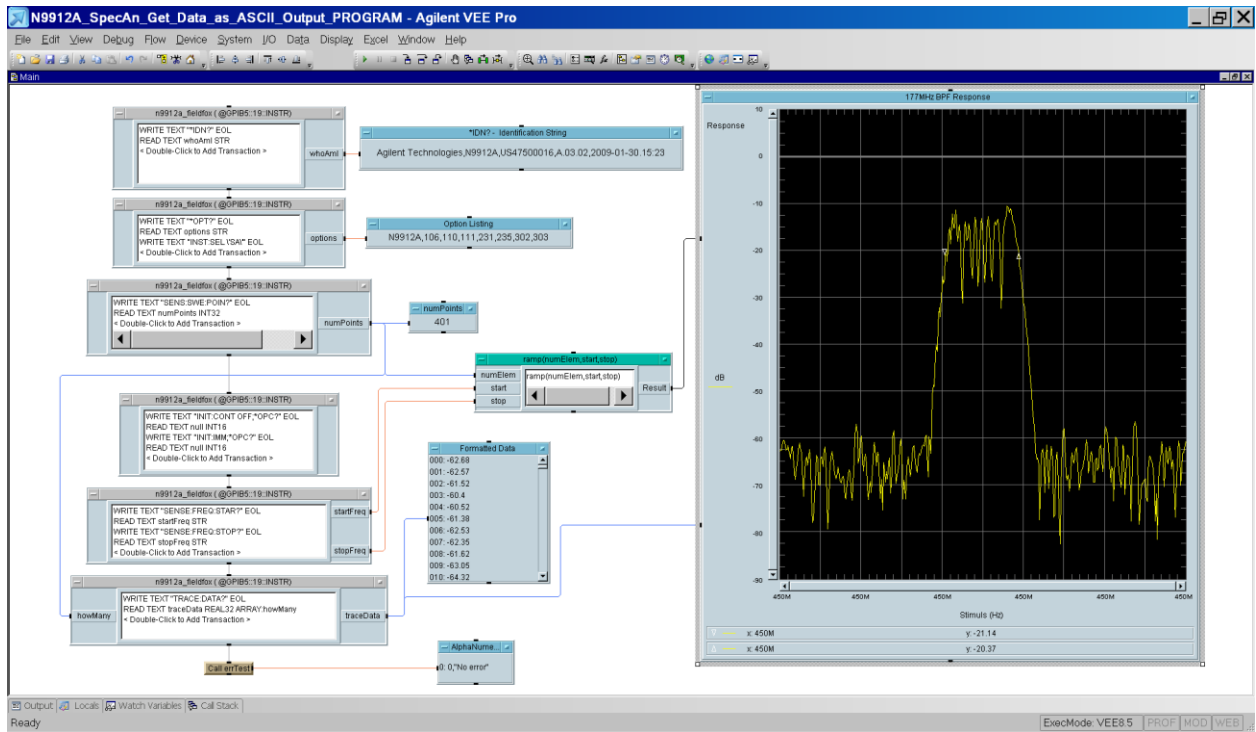 N9912A_SpecAn_Get_Data_as_ASCII_Output_PROGRAM - Agilent VEE Pro
File Edit View Debug Flow Device System I/O Data Display Excel Window Help
Main
n9912a_fieldfox (@GPIB5::19::INSTR)
WRITE TEXT "*IDN?" EOL
READ TEXT whoAmI STR
< Double-Click to Add Transaction >
whoAmI
*IDN? - Identification String
Agilent Technologies,N9912A,US47500016,A.03.02,2009-01-30.15:23
n9912a_fieldfox (@GPIB5::19::INSTR)
WRITE TEXT "*OPT?" EOL
READ TEXT options STR
WRITE TEXT "INST:SEL \'SA\'" EOL
< Double-Click to Add Transaction >
options
Option Listing
N9912A,106,110,111,231,235,302,303
n9912a_fieldfox (@GPIB5::19::INSTR)
WRITE TEXT "SENS:SWE:POIN?" EOL
READ TEXT numPoints INT32
< Double-Click to Add Transaction >
numPoints
numPoints
401
ramp(numElem,start,stop)
numElem
start
stop
ramp(numElem,start,stop)
Result
n9912a_fieldfox (@GPIB5::19::INSTR)
WRITE TEXT "INIT:CONT OFF;*OPC?" EOL
READ TEXT null INT16
WRITE TEXT "INIT:IMM;*OPC?" EOL
READ TEXT null INT16
< Double-Click to Add Transaction >
n9912a_fieldfox (@GPIB5::19::INSTR)
WRITE TEXT "SENSE:FREQ:STAR?" EOL
READ TEXT startFreq STR
WRITE TEXT "SENSE:FREQ:STOP?" EOL
READ TEXT stopFreq STR
< Double-Click to Add Transaction >
startFreq
stopFreq
Formatted Data
000: -62.68
001: -62.57
002: -61.52
003: -60.4
004: -60.52
005: -61.38
006: -62.53
007: -62.35
008: -61.62
009: -63.05
010: -64.32
n9912a_fieldfox (@GPIB5::19::INSTR)
howMany
WRITE TEXT "TRACE:DATA?" EOL
READ TEXT traceData REAL32 ARRAY:howMany
< Double-Click to Add Transaction >
traceData
Call errTest
AlphaNume...
0: 0,"No error"
177MHz BPF Response
Response
dB
10
0
-10
-20
-30
-40
-50
-60
-70
-80
-90
450M 450M 450M 450M 450M 450M
Stimuls (Hz)
x: 450M y: -21.14
x: 450M y: -20.37
Output Locals Watch Variables Call Stack
Ready
ExecMode: VEE8.5 PROF MOD WEB